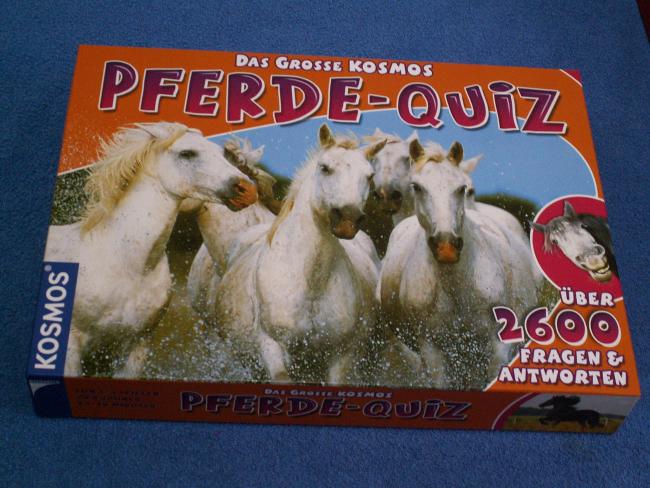 DAS GROSSE KOSMOS
PFERDE-QUIZ
KOSMOS®
ÜBER
2600
FRAGEN &
ANTWORTEN
DAS GROSSE KOSMOS
PFERDE-QUIZ